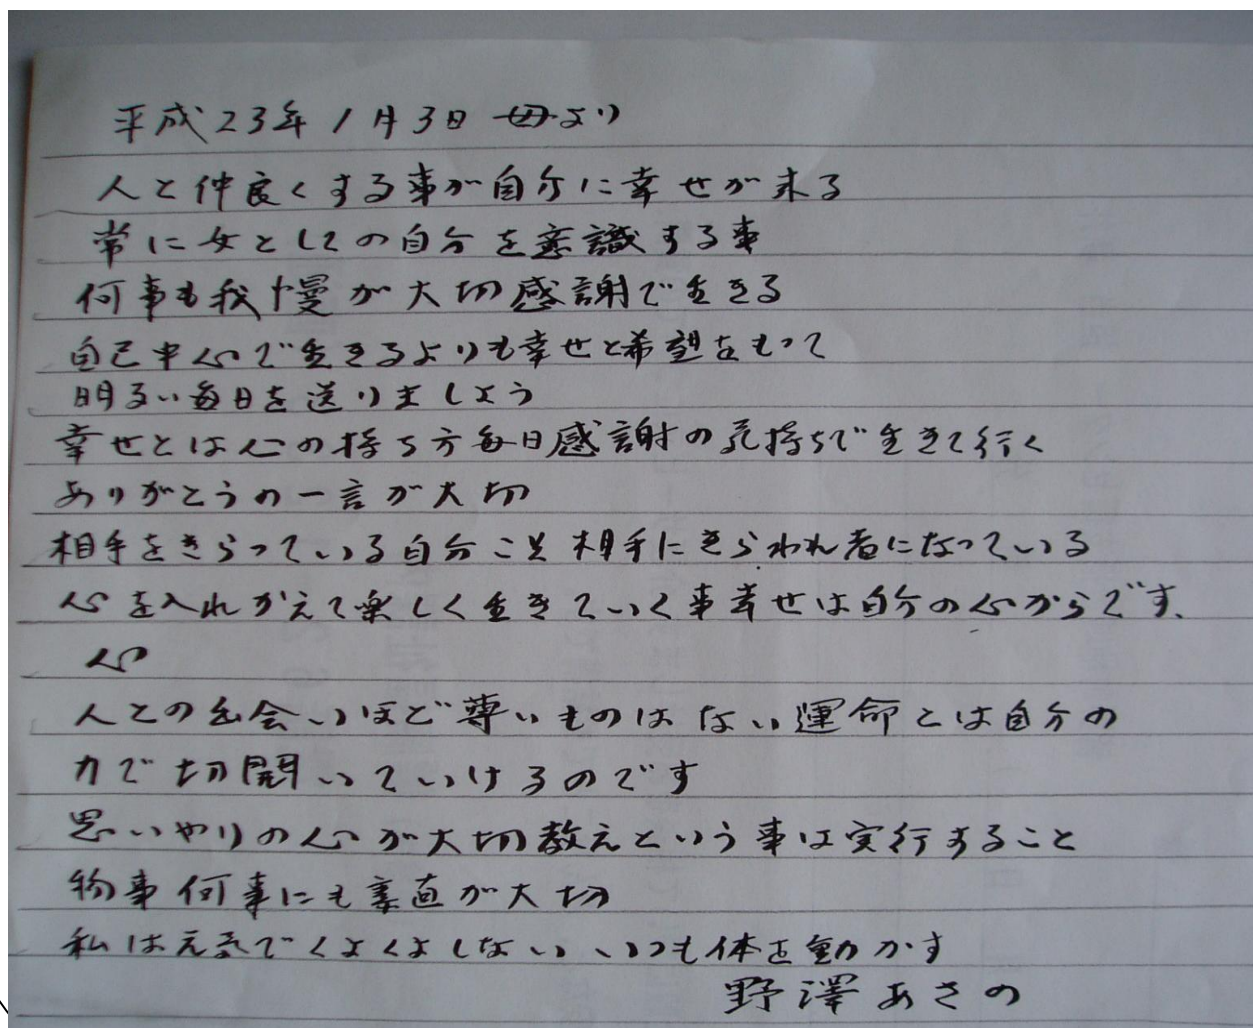 平成23年1月3日 母より
人と仲良くする事が自分に幸せが来る
常に女としての自分を意識する事
何事も我慢が大切感謝で生きる
自己中心で生きるよりも幸せと希望をもって
明るい毎日を送りましょう
幸せとは心の持ち方毎日感謝の気持ちで生きて行く
ありがとうの一言が大切
相手をきらっている自分こそ相手にきらわれ者になっている
心を入れかえて楽しく生きていく事幸せは自分の心からです、
心
人との出会いほど尊いものはない運命とは自分の
力で切開いていけるのです
思いやりの心が大切教えという事は実行すること
物事何事にも素直が大切
私は元気でくよくよしないいつも体を動かす
野澤あさの